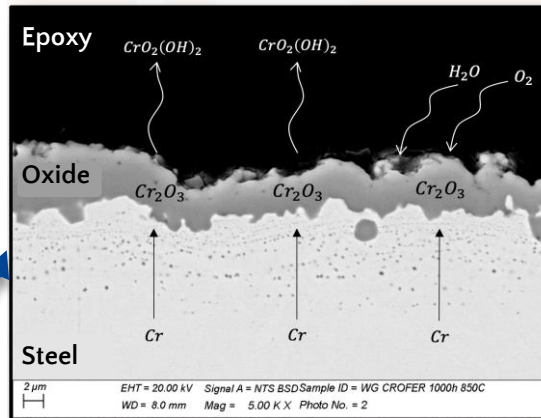 Epoxy
CrO₂(OH)₂ CrO₂(OH)₂
H₂O O₂
Oxide
Cr₂O₃ Cr₂O₃ Cr₂O₃
Cr Cr Cr
Steel
2 µm EHT = 20.00 kV Signal A = NTS BSD Sample ID = WG CROFER 1000h 850C
WD = 8.0 mm Mag = 5.00 K X Photo No. = 2